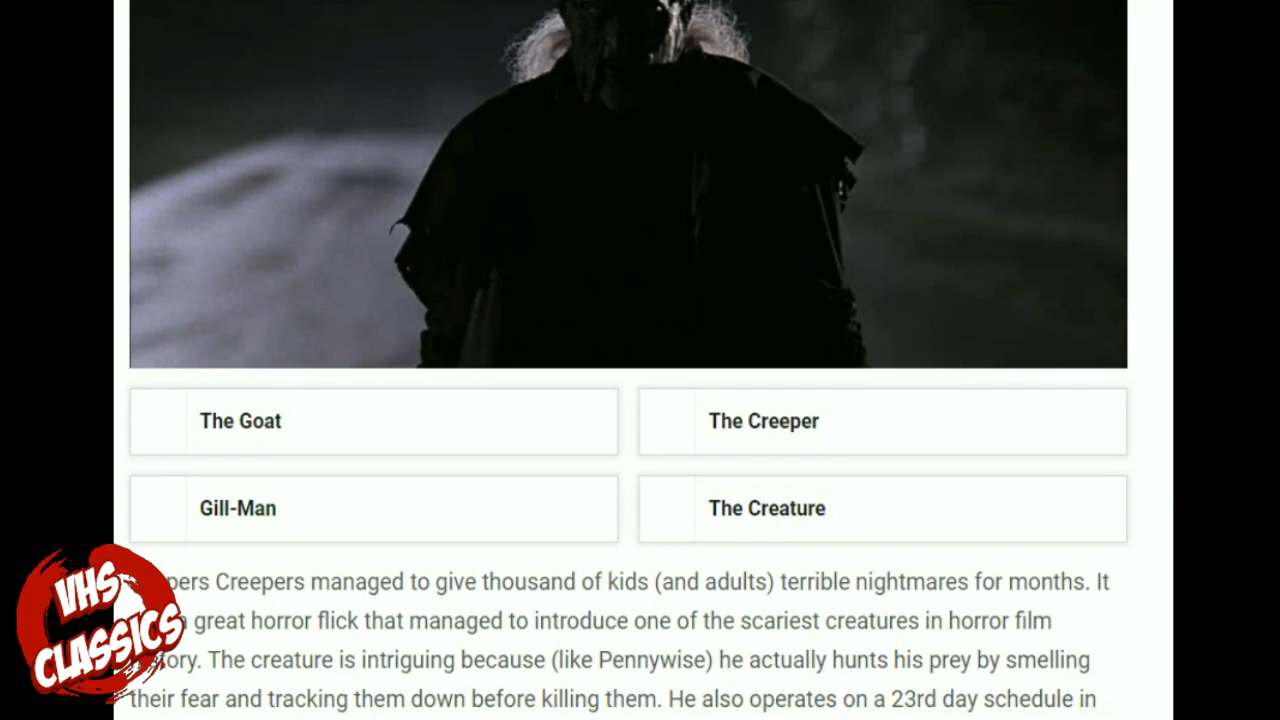 The Goat
The Creeper
Gill-Man
The Creature
Creepers managed to give thousand of kids (and adults) terrible nightmares for months. It
great horror flick that managed to introduce one of the scariest creatures in horror film
The creature is intriguing because (like Pennywise) he actually hunts his prey by smelling
their fear and tracking them down before killing them. He also operates on a 23rd day schedule in
VHS
CLASSICS